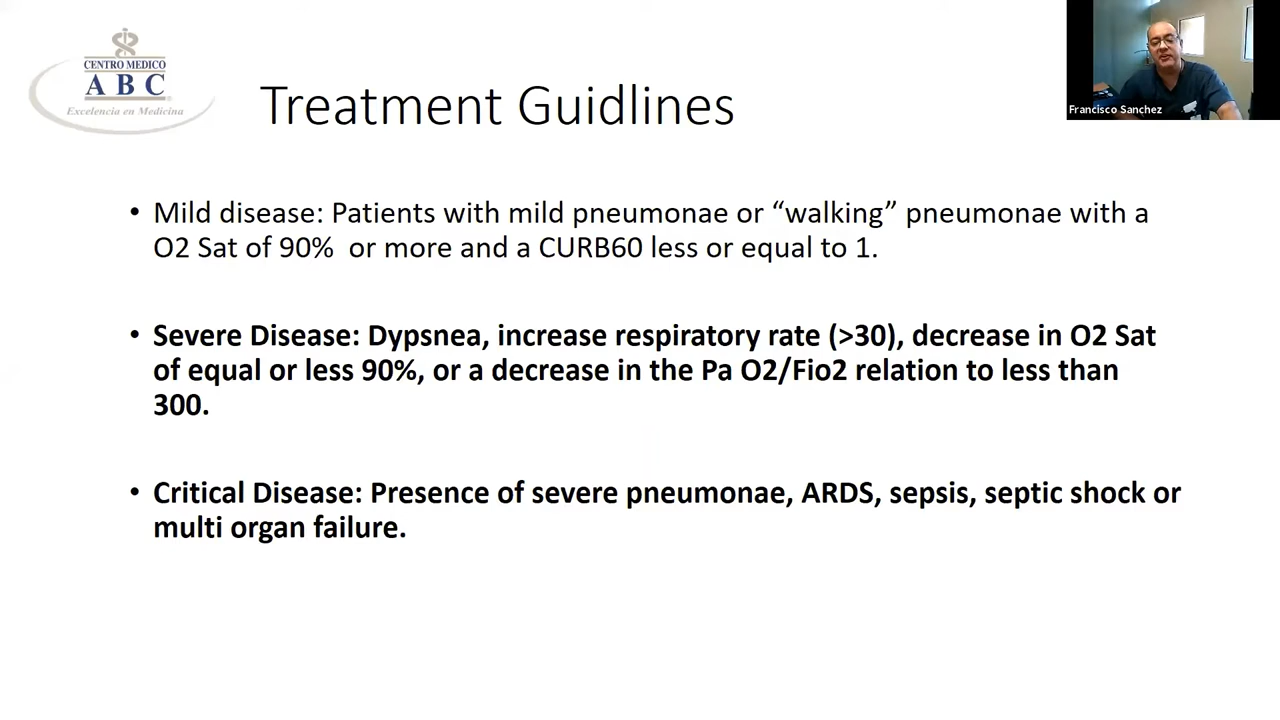 CENTRO MEDICO
A B C
Excelencia en Medicina
Treatment Guidlines
Francisco Sanchez
• Mild disease: Patients with mild pneumonae or “walking” pneumonae with a
O2 Sat of 90% or more and a CURB60 less or equal to 1.
• Severe Disease: Dypsnea, increase respiratory rate (>30), decrease in O2 Sat
of equal or less 90%, or a decrease in the Pa O2/Fio2 relation to less than
300.
• Critical Disease: Presence of severe pneumonae, ARDS, sepsis, septic shock or
multi organ failure.